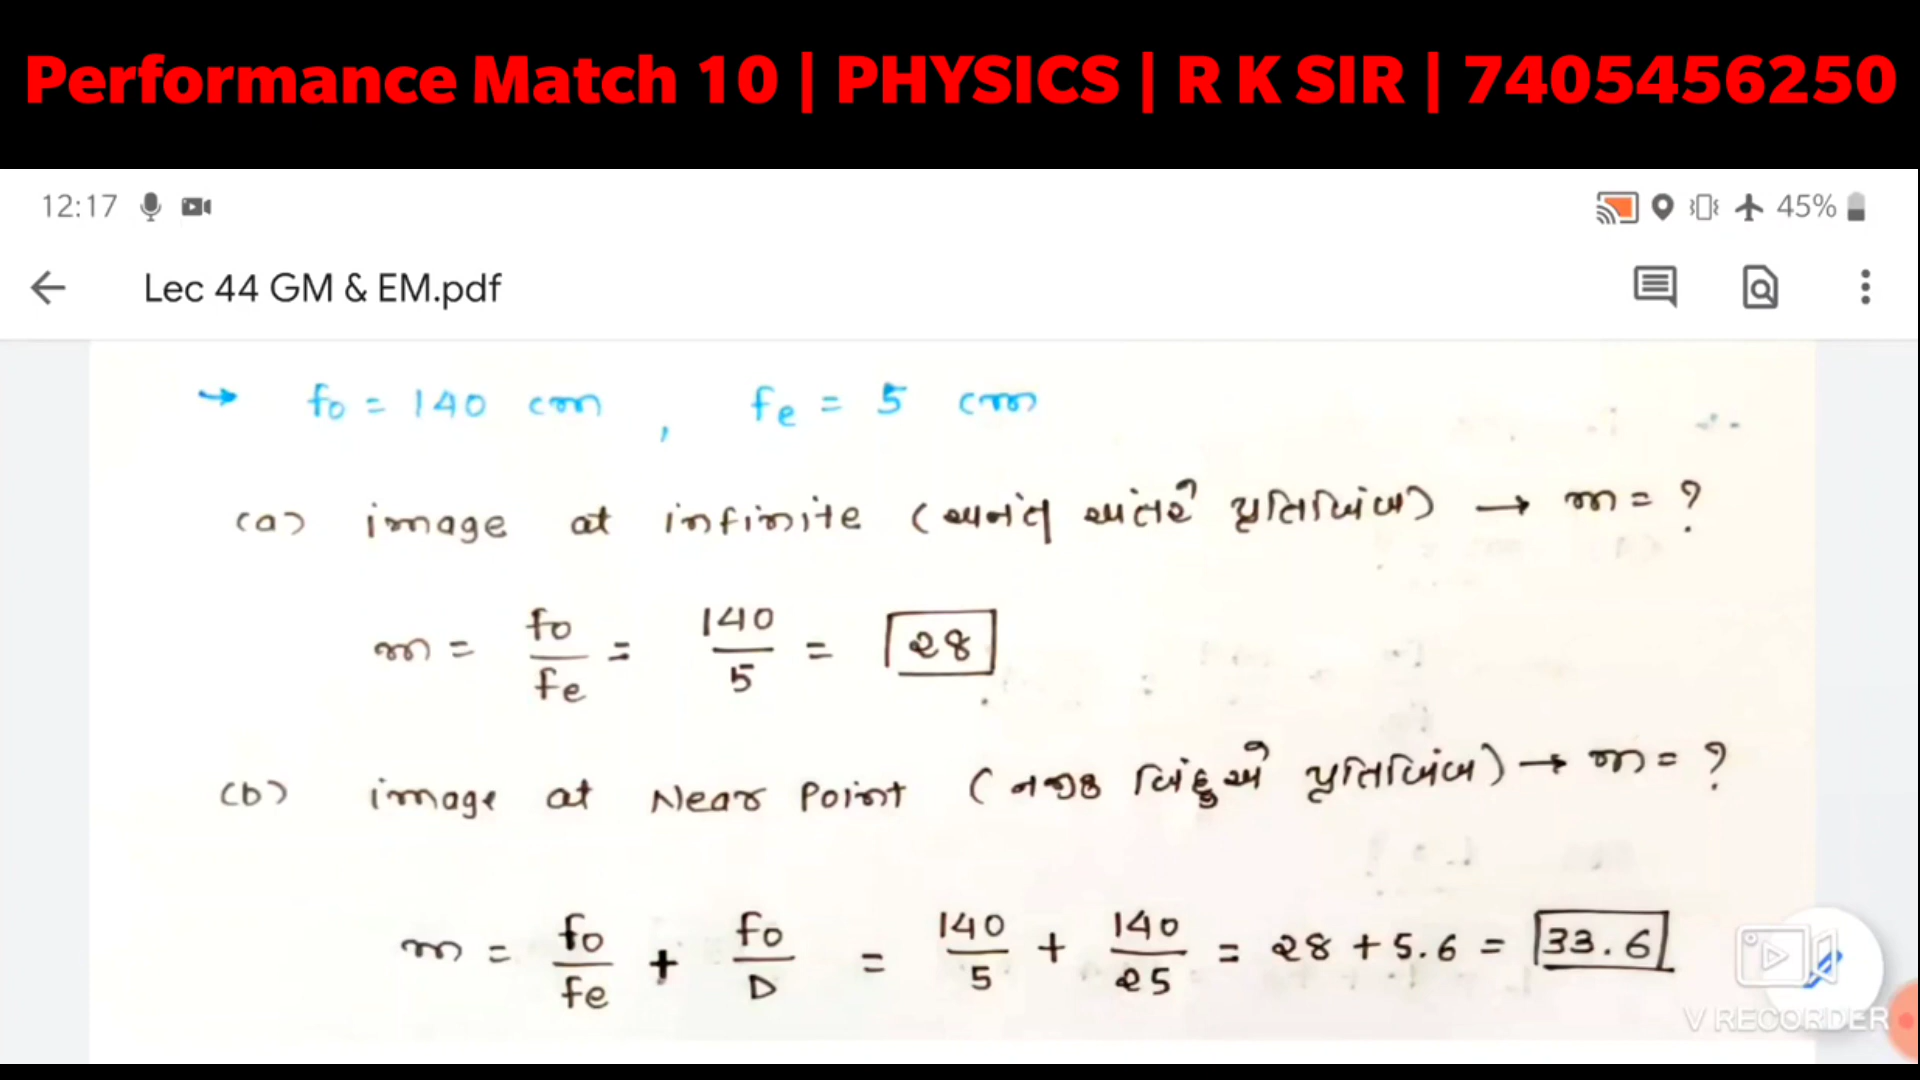 Performance Match 10 | PHYSICS | R K SIR | 7405456250
12:17
45%
Lec 44 GM & EM.pdf
→ fo = 140 cm , fe = 5 cm
(a) image at infinite (અનંત અંતરે પ્રતિબિંબ) → m = ?
m = fo/fe = 140/5 = 28
(b) image at Near Point (નજીક બિંદુએ પ્રતિબિંબ) → m = ?
m = fo/fe + fo/D = 140/5 + 140/25 = 28 + 5.6 = 33.6
V RECORDER